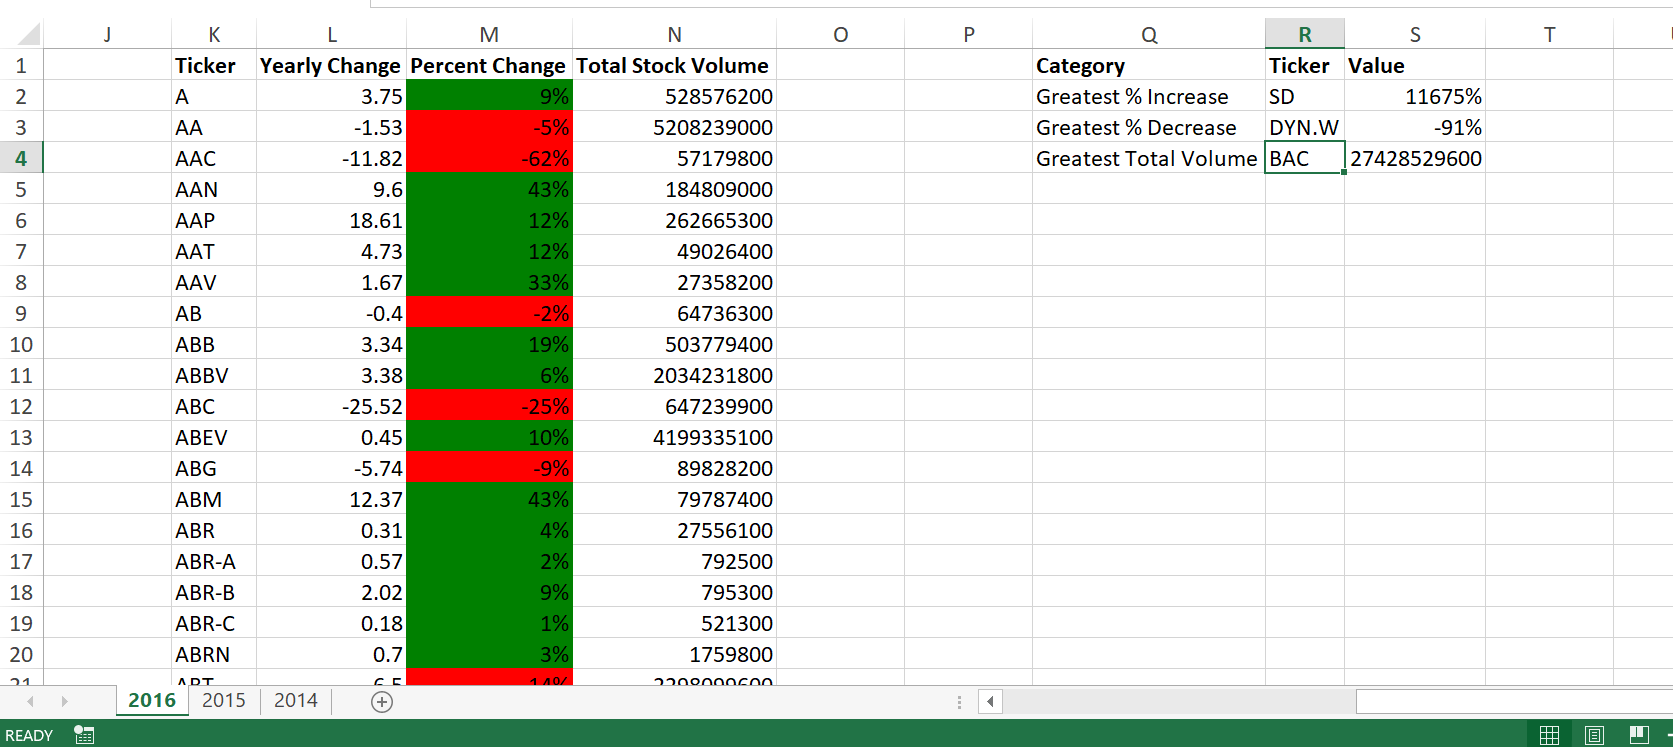 J K L M N O P Q R S T
1 Ticker Yearly Change Percent Change Total Stock Volume Category Ticker Value
2 A 3.75 9% 528576200 Greatest % Increase SD 11675%
3 AA -1.53 -5% 5208239000 Greatest % Decrease DYN.W -91%
4 AAC -11.82 -62% 57179800 Greatest Total Volume BAC 27428529600
5 AAN 9.6 43% 184809000
6 AAP 18.61 12% 262665300
7 AAT 4.73 12% 49026400
8 AAV 1.67 33% 27358200
9 AB -0.4 -2% 64736300
10 ABB 3.34 19% 503779400
11 ABBV 3.38 6% 2034231800
12 ABC -25.52 -25% 647239900
13 ABEV 0.45 10% 4199335100
14 ABG -5.74 -9% 89828200
15 ABM 12.37 43% 79787400
16 ABR 0.31 4% 27556100
17 ABR-A 0.57 2% 792500
18 ABR-B 2.02 9% 795300
19 ABR-C 0.18 1% 521300
20 ABRN 0.7 3% 1759800
21 ABT
2016 2015 2014
READY